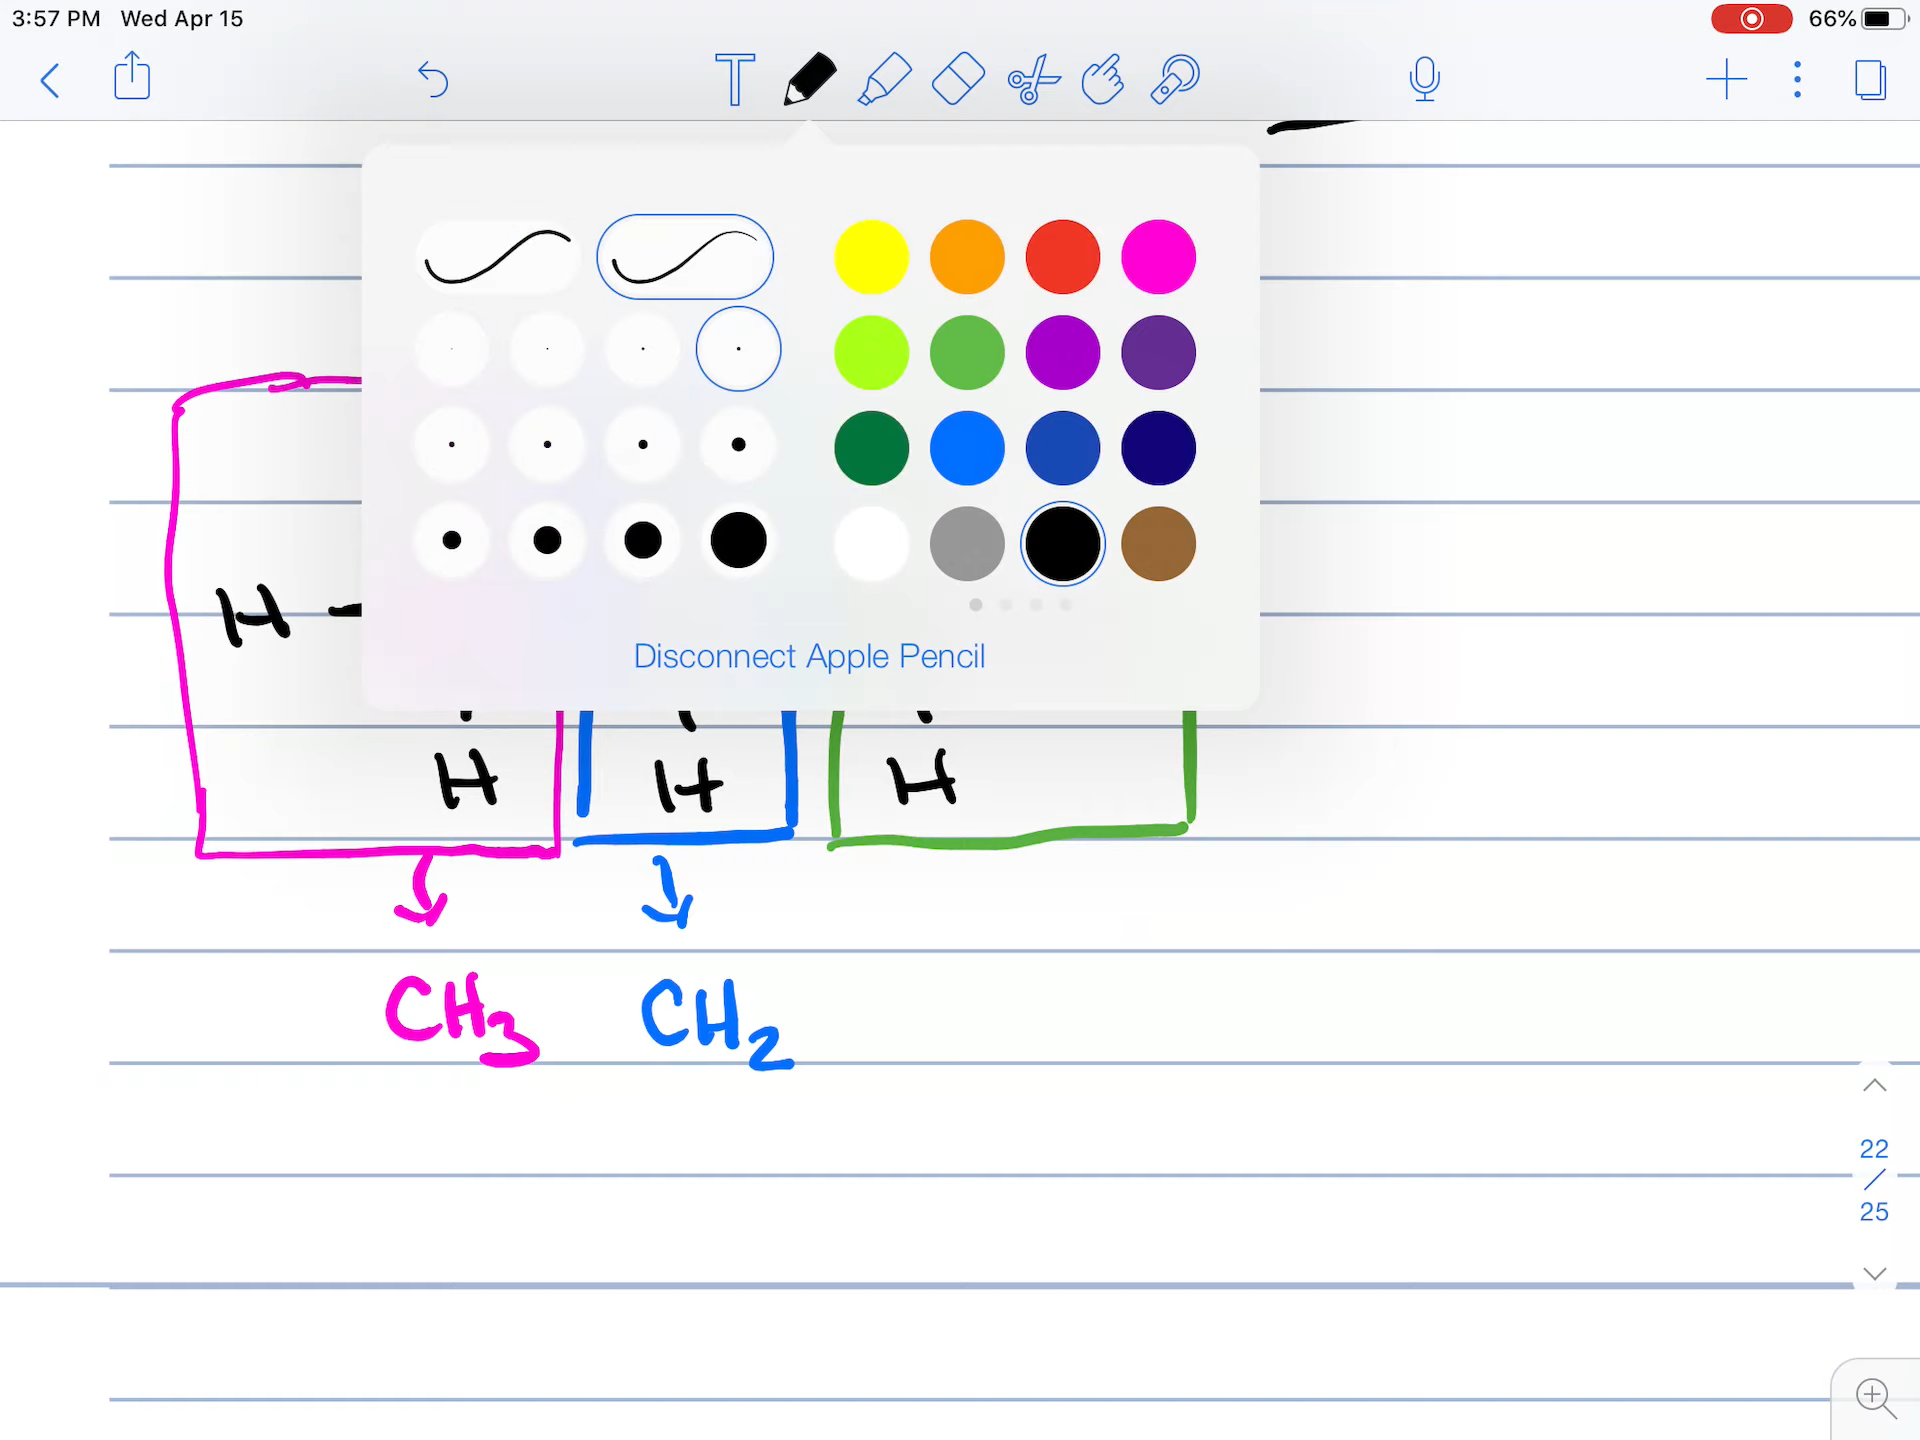 3:57 PM Wed Apr 15 66%
T
H
Disconnect Apple Pencil
H H H
CH3 CH2
22
/
25